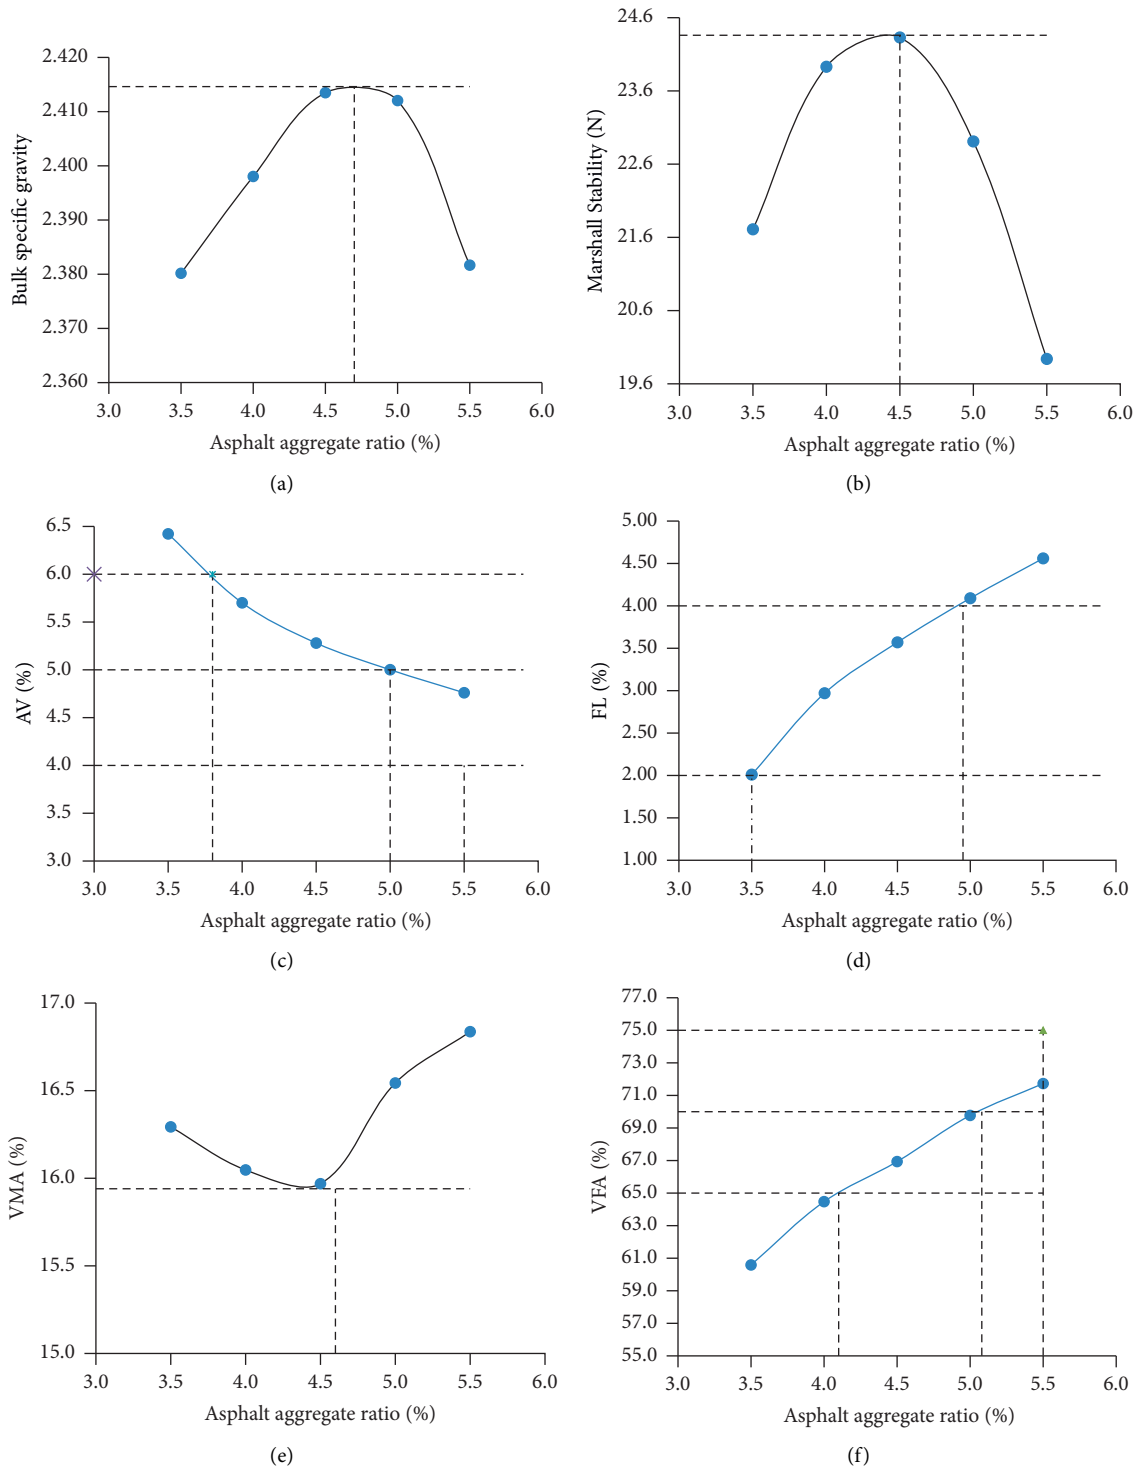 2.420
2.410
2.400
2.390
2.380
2.370
2.360
Bulk specific gravity
3.0 3.5 4.0 4.5 5.0 5.5 6.0
Asphalt aggregate ratio (%)
(a)
24.6
23.6
22.6
21.6
20.6
19.6
Marshall Stability (N)
3.0 3.5 4.0 4.5 5.0 5.5 6.0
Asphalt aggregate ratio (%)
(b)
6.5
6.0
5.5
5.0
4.5
4.0
3.5
3.0
AV (%)
3.0 3.5 4.0 4.5 5.0 5.5 6.0
Asphalt aggregate ratio (%)
(c)
5.00
4.50
4.00
3.50
3.00
2.50
2.00
1.50
1.00
FL (%)
3.0 3.5 4.0 4.5 5.0 5.5 6.0
Asphalt aggregate ratio (%)
(d)
17.0
16.5
16.0
15.5
15.0
VMA (%)
3.0 3.5 4.0 4.5 5.0 5.5 6.0
Asphalt aggregate ratio (%)
(e)
77.0
75.0
73.0
71.0
69.0
67.0
65.0
63.0
61.0
59.0
57.0
55.0
VFA (%)
3.0 3.5 4.0 4.5 5.0 5.5 6.0
Asphalt aggregate ratio (%)
(f)